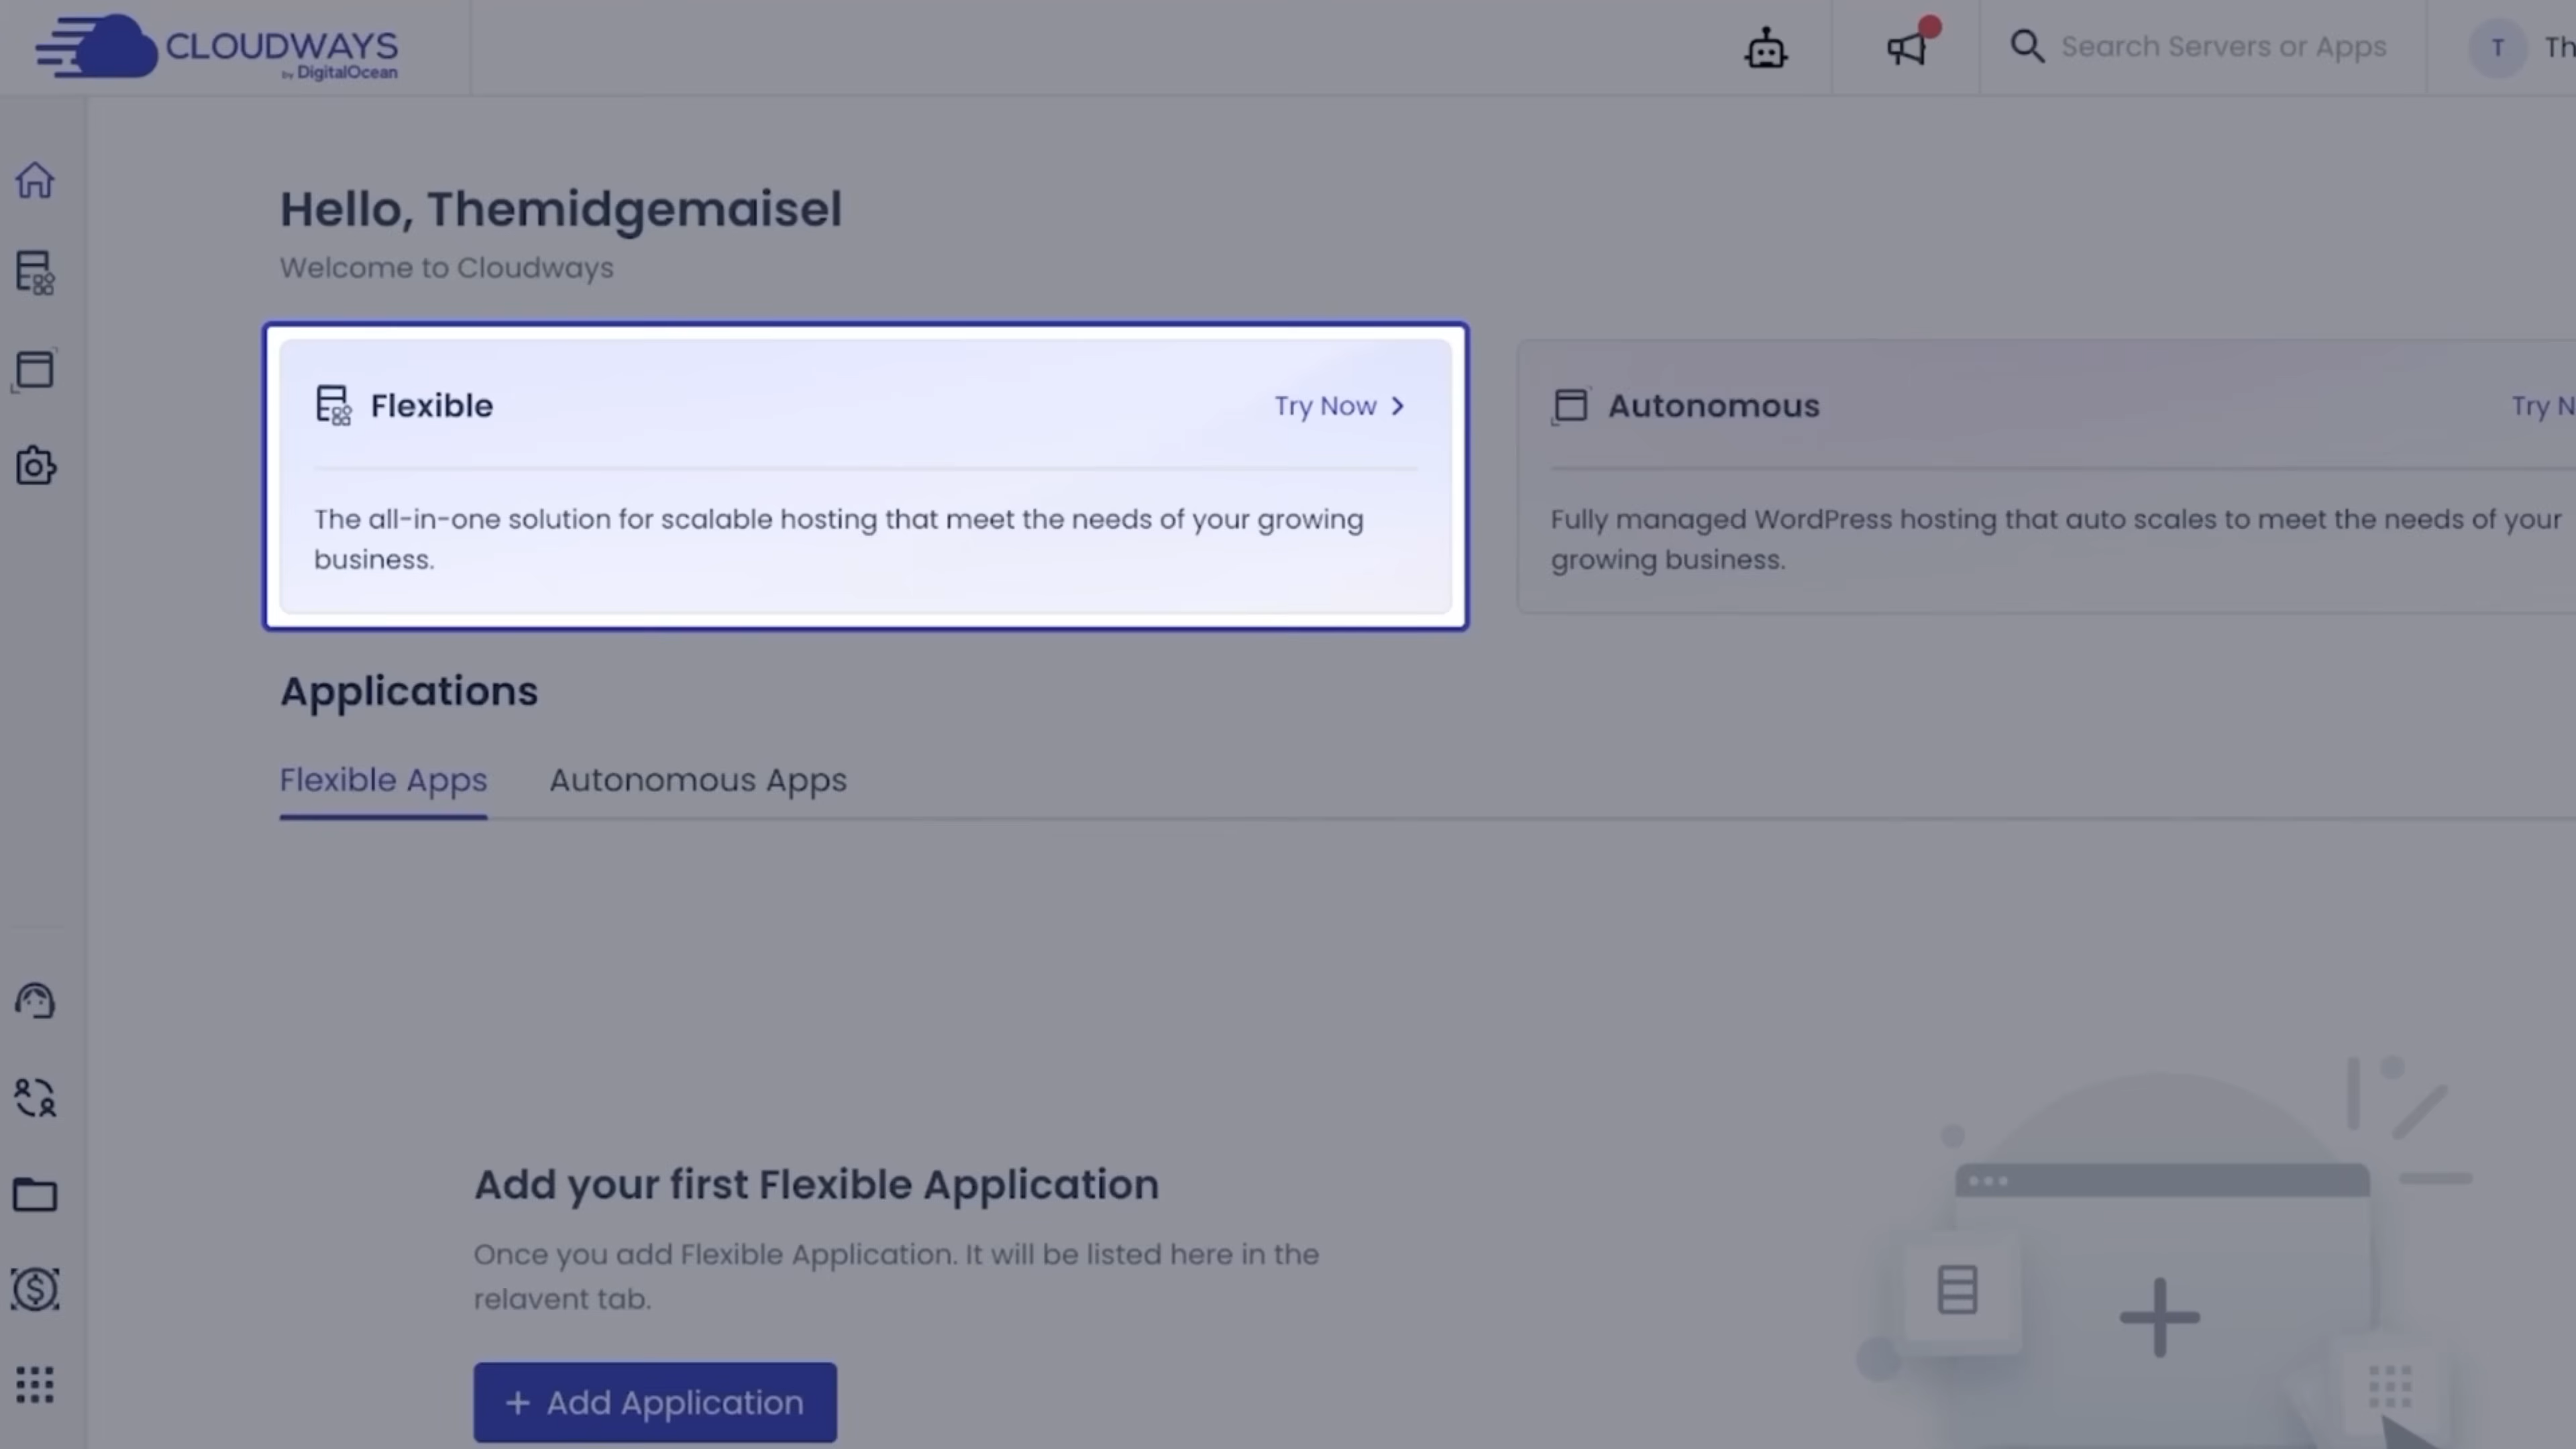 CLOUDWAYS
by DigitalOcean
Search Servers or Apps
T
Th
Hello, Themidgemaisel
Welcome to Cloudways
Flexible
Try Now
The all-in-one solution for scalable hosting that meet the needs of your growing
business.
Autonomous
Try N
Fully managed WordPress hosting that auto scales to meet the needs of your
growing business.
Applications
Flexible Apps
Autonomous Apps
Add your first Flexible Application
Once you add Flexible Application. It will be listed here in the
relavent tab.
+ Add Application